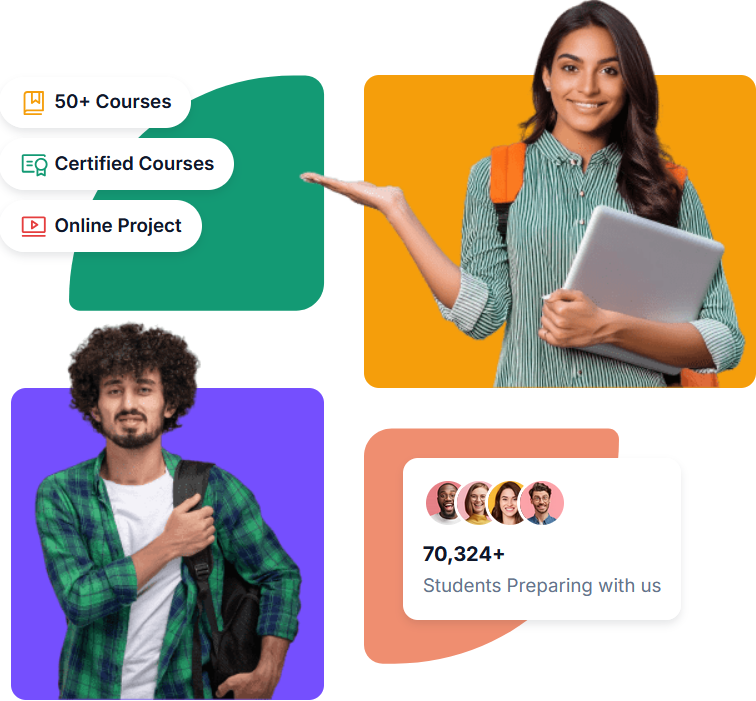 50+ Courses
Certified Courses
Online Project
70,324+
Students Preparing with us